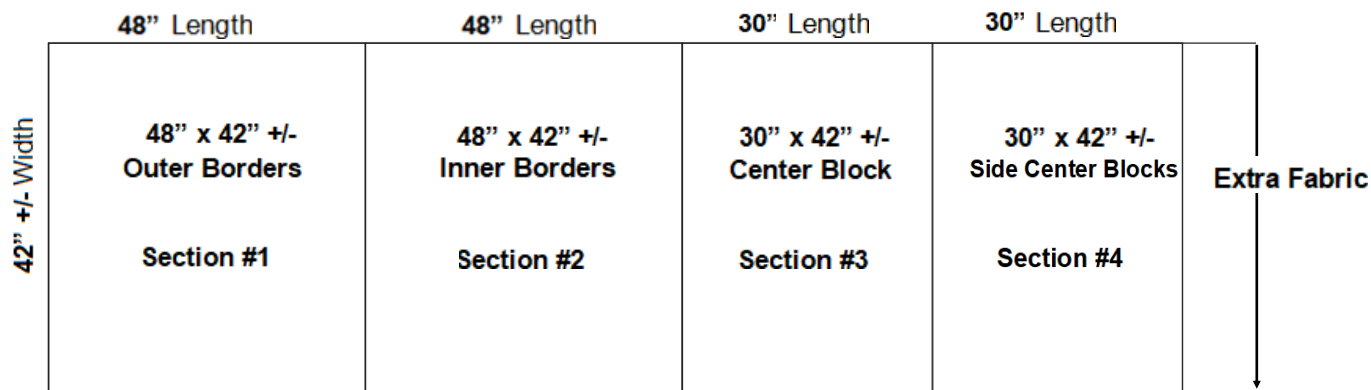 48” Length
48” Length
30” Length
30” Length
42” +/- Width
48” x 42” +/-
Outer Borders
Section #1
48” x 42” +/-
Inner Borders
Section #2
30” x 42” +/-
Center Block
Section #3
30” x 42” +/-
Side Center Blocks
Section #4
Extra Fabric